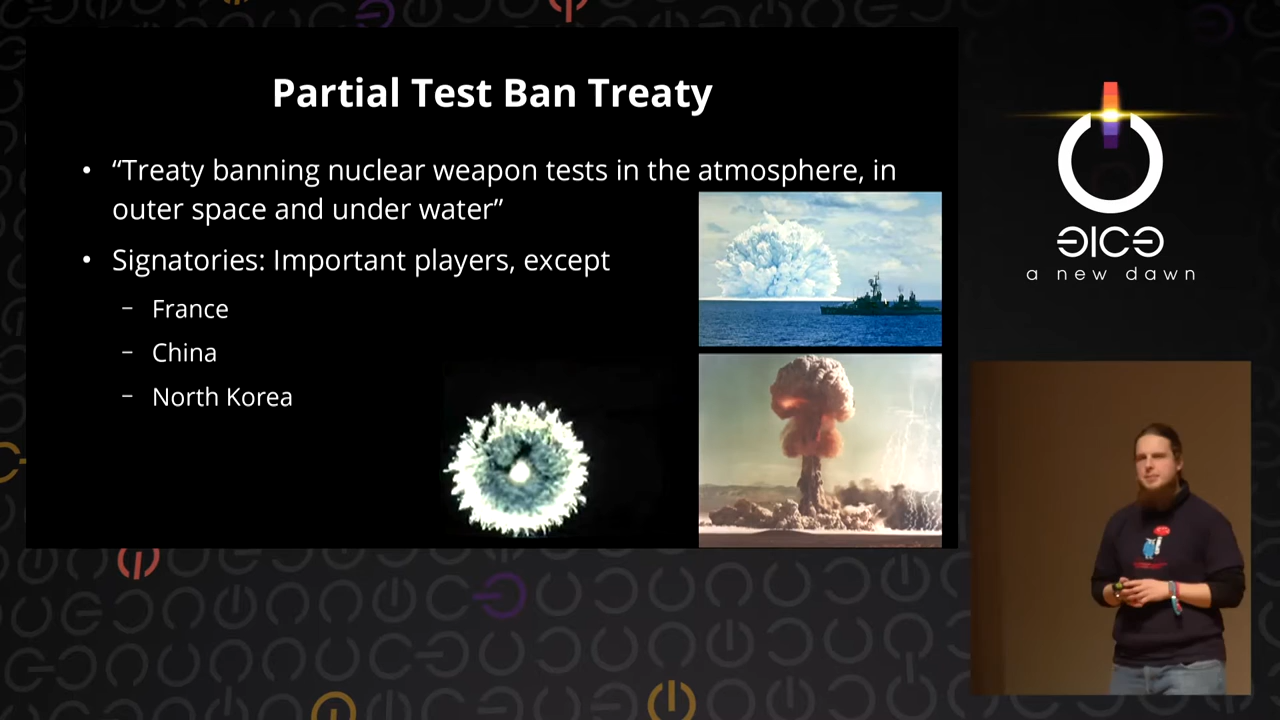 Partial Test Ban Treaty
• “Treaty banning nuclear weapon tests in the atmosphere, in
outer space and under water”
• Signatories: Important players, except
– France
– China
– North Korea
a new dawn